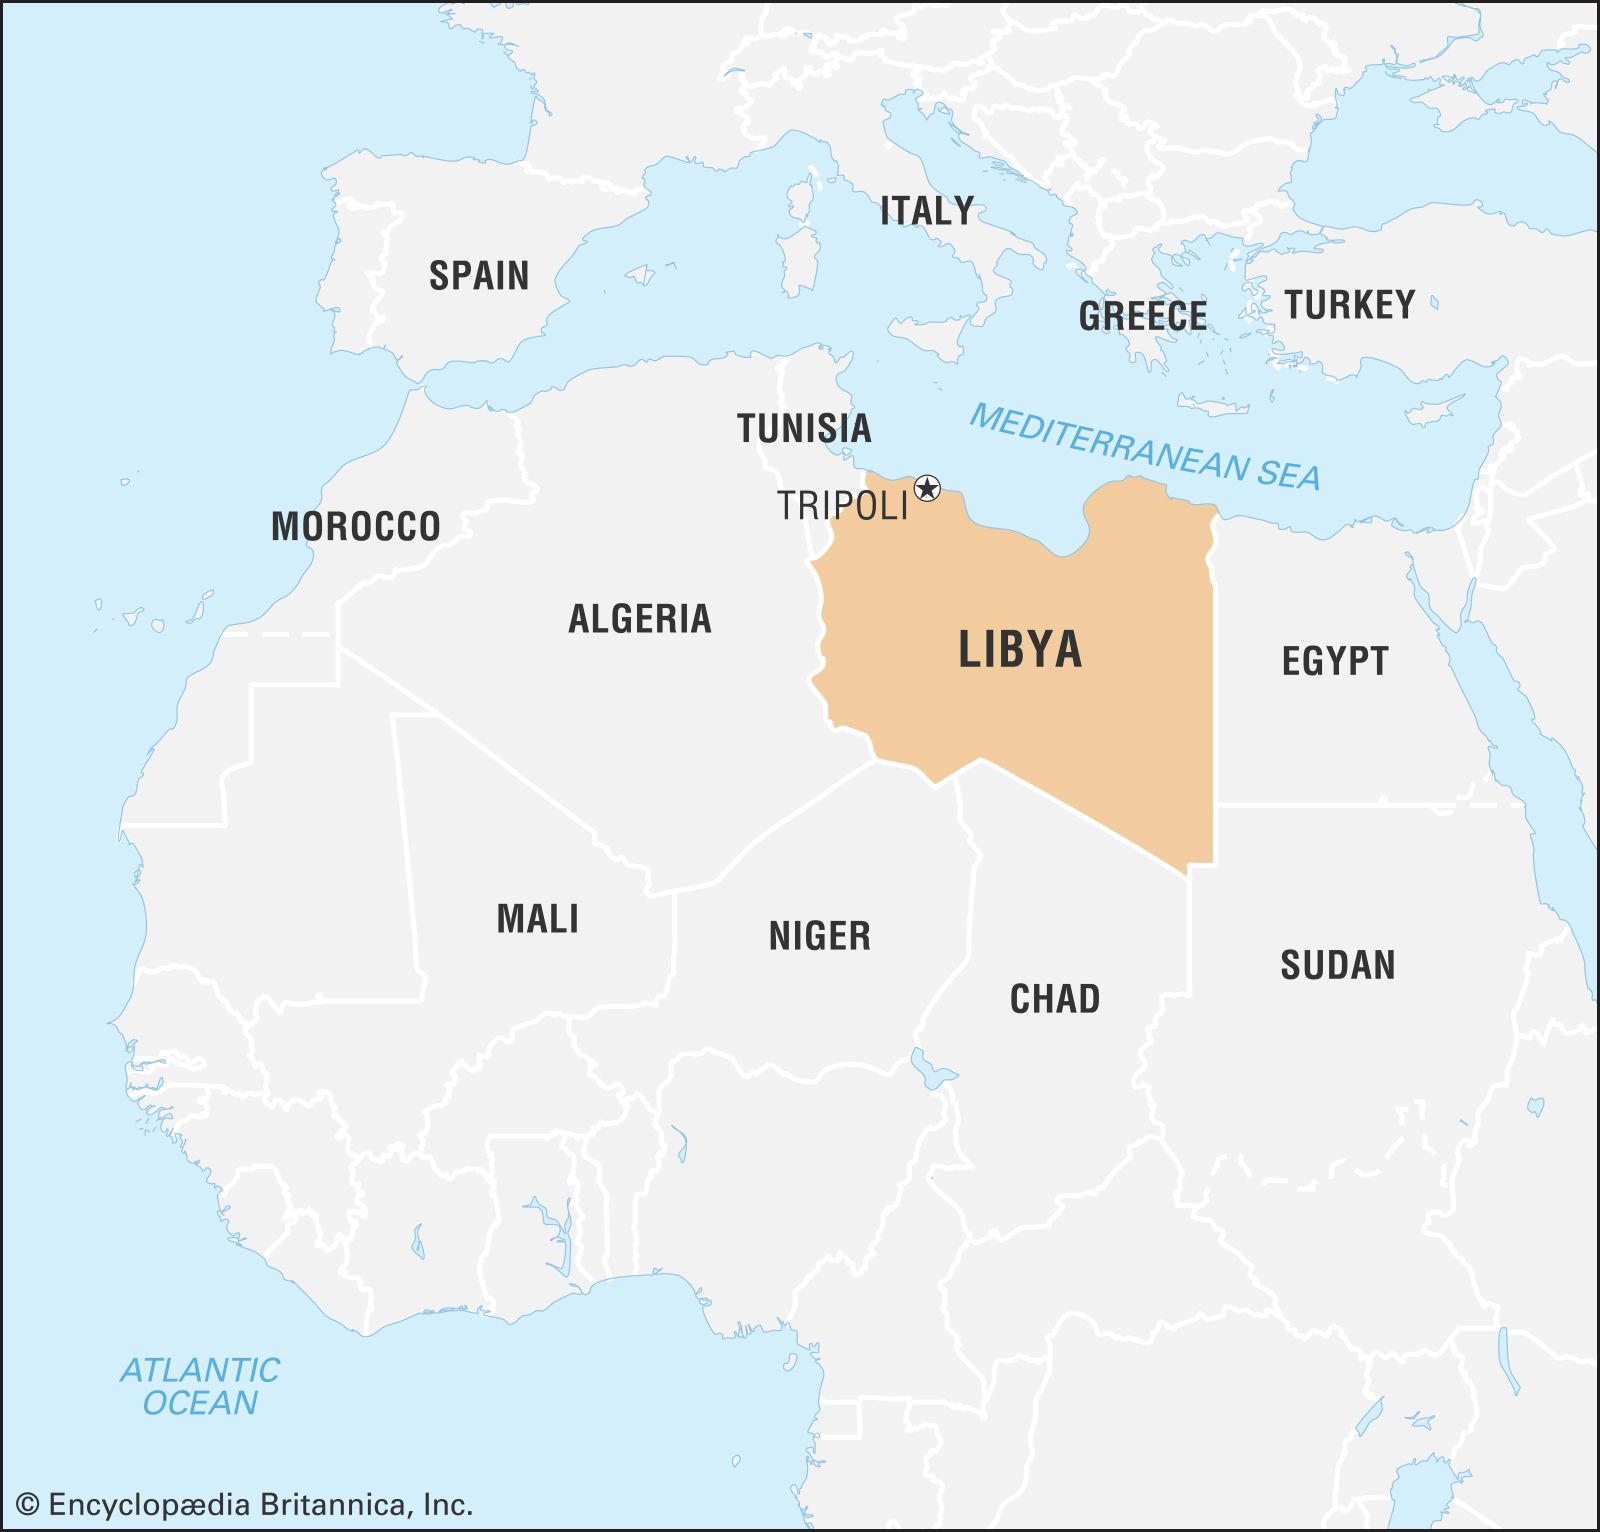 ITALY
SPAIN
GREECE
TURKEY
TUNISIA
MEDITERRANEAN SEA
TRIPOLI
MOROCCO
ALGERIA
LIBYA
EGYPT
MALI
NIGER
SUDAN
CHAD
ATLANTIC
OCEAN
© Encyclopædia Britannica, Inc.